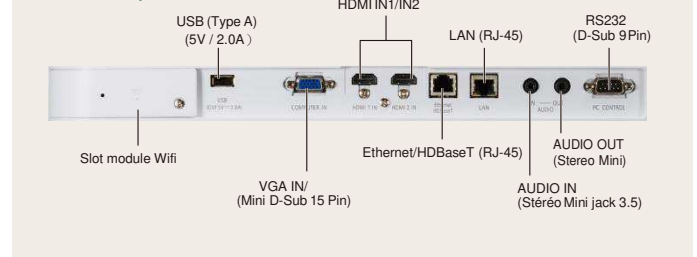 HDMI IN1/IN2
USB (Type A)
(5V / 2.0A )
LAN (RJ-45)
RS232
(D-Sub 9 Pin)
USB
COMPUTER IN
HDMI 1 IN
HDMI 2 IN
Ethernet
LAN
IN
OUT
AUDIO
PC CONTROL
Slot module Wifi
VGA IN/
(Mini D-Sub 15 Pin)
Ethernet/HDBaseT (RJ-45)
AUDIO OUT
(Stereo Mini)
AUDIO IN
(Stéréo Mini jack 3.5)